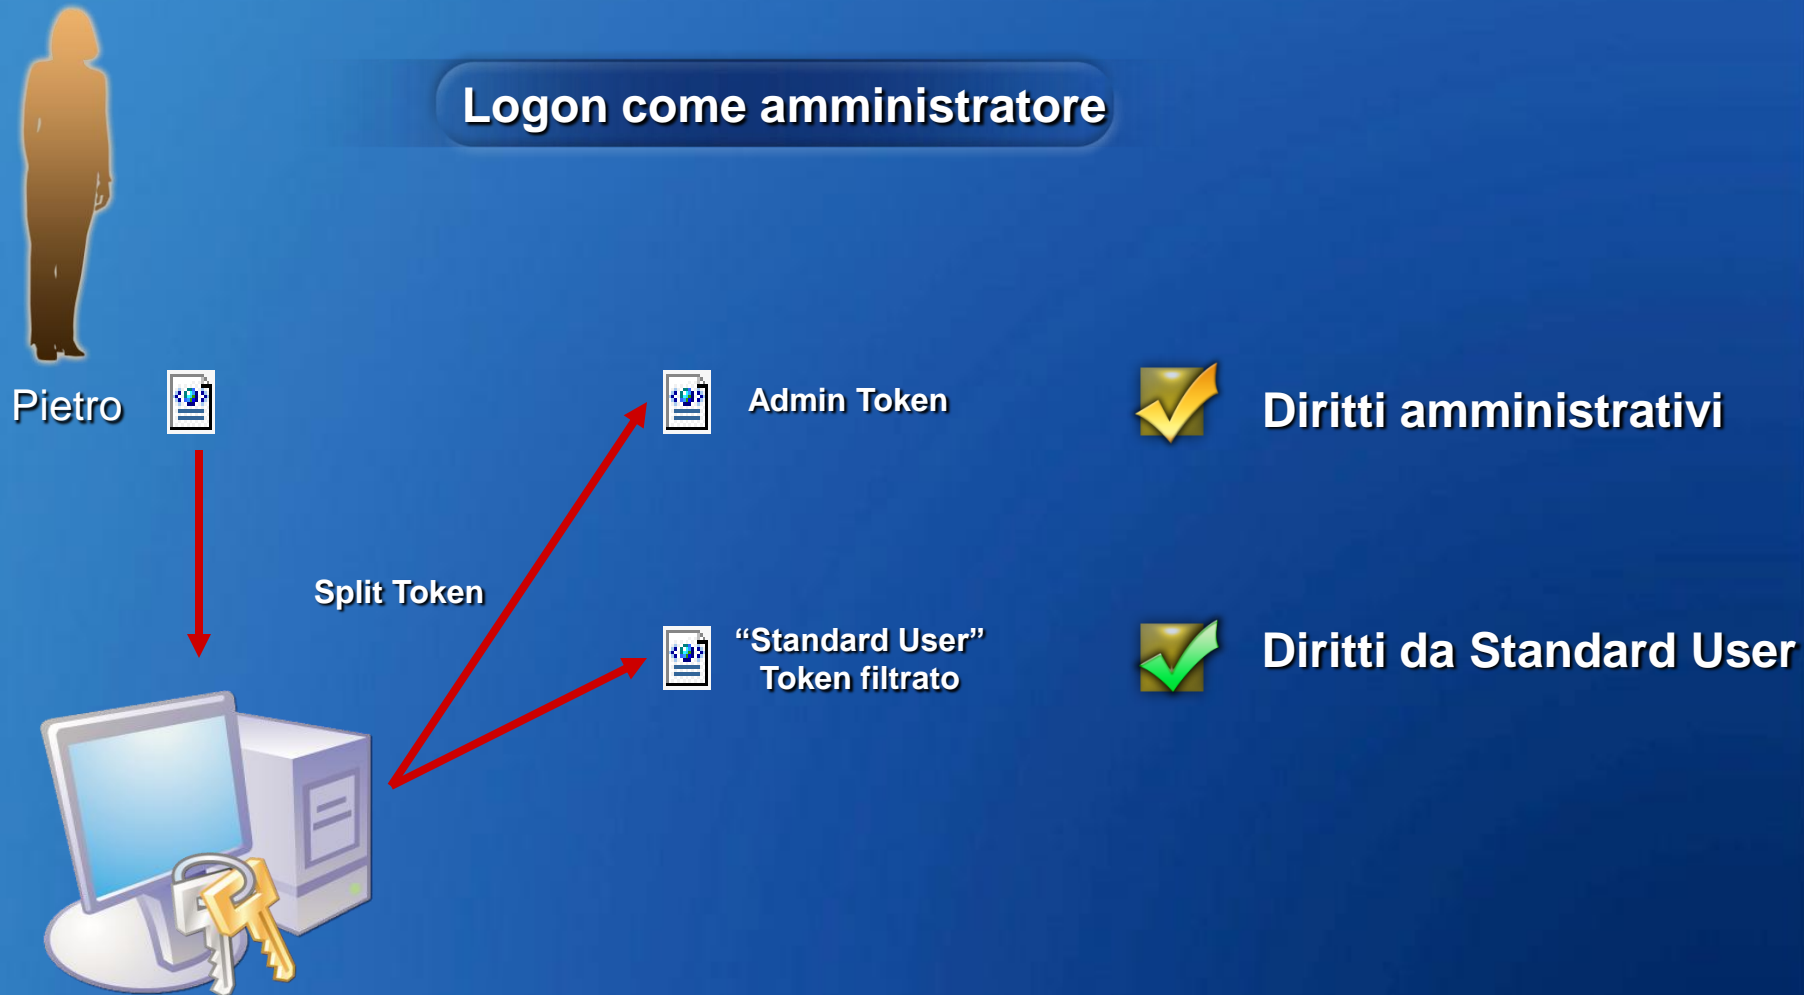 Logon come amministratore
Pietro
Admin Token
Diritti amministrativi
Split Token
“Standard User”
Token filtrato
Diritti da Standard User